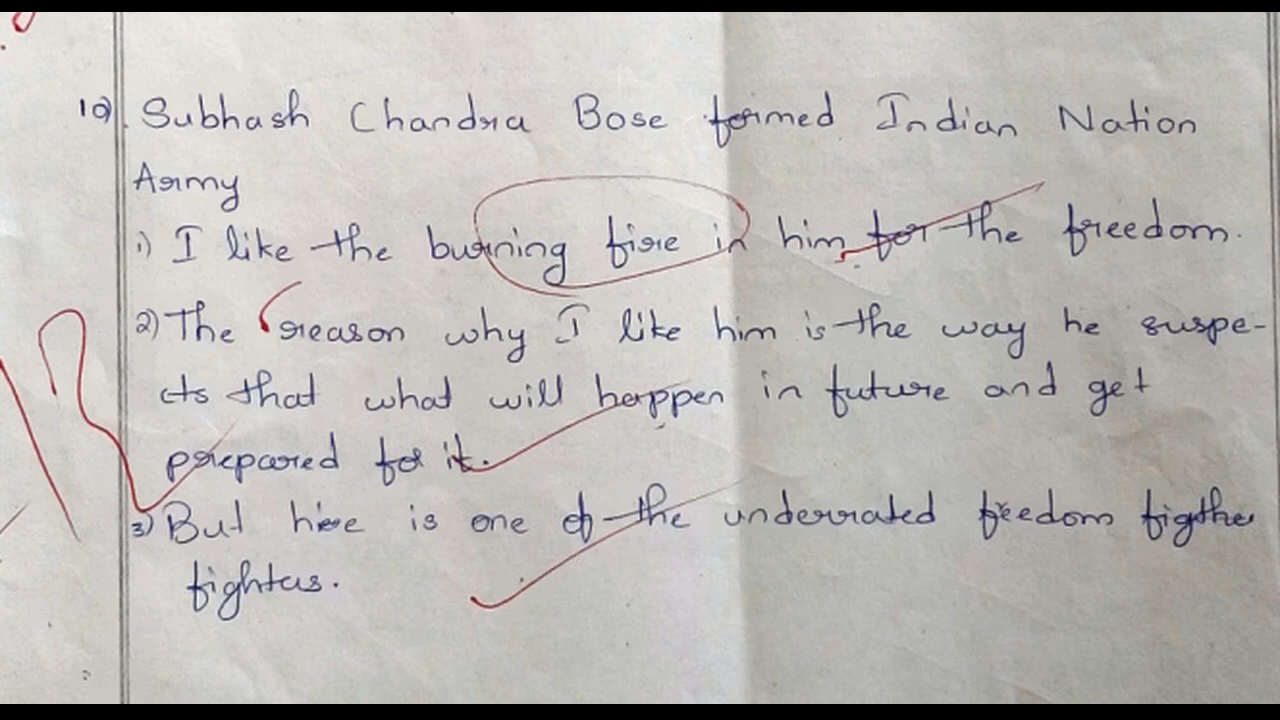 10) Subhash Chandra Bose formed Indian Nation
Army
1) I like the burning fire in him for the freedom.
2) The reason why I like him is the way he suspe-
cts that what will happen in future and get
prepared for it.
3) But he is one of the underrated freedom figthe
fighters.